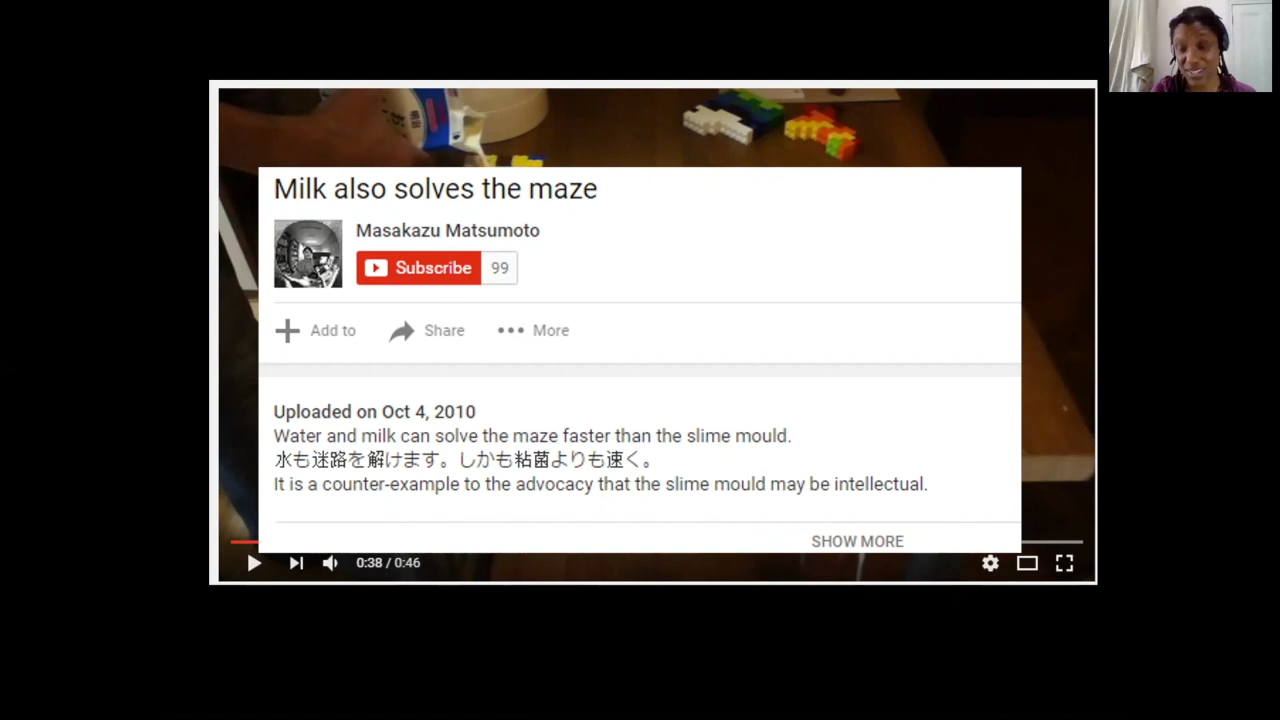 Milk also solves the maze
Masakazu Matsumoto
Subscribe 99
Add to Share More
Uploaded on Oct 4, 2010
Water and milk can solve the maze faster than the slime mould.
水も迷路を解けます。しかも粘菌よりも速く。
It is a counter-example to the advocacy that the slime mould may be intellectual.
SHOW MORE
0:38 / 0:46